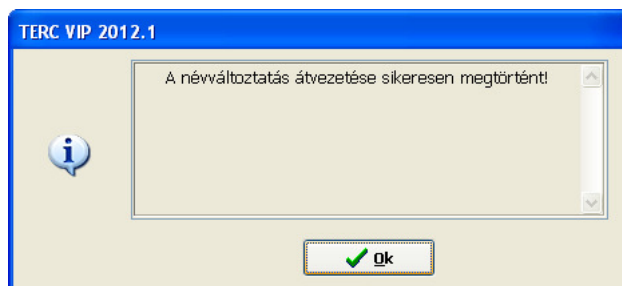 TERC VIP 2012.1
A névváltoztatás átvezetése sikeresen megtörtént!
Ok